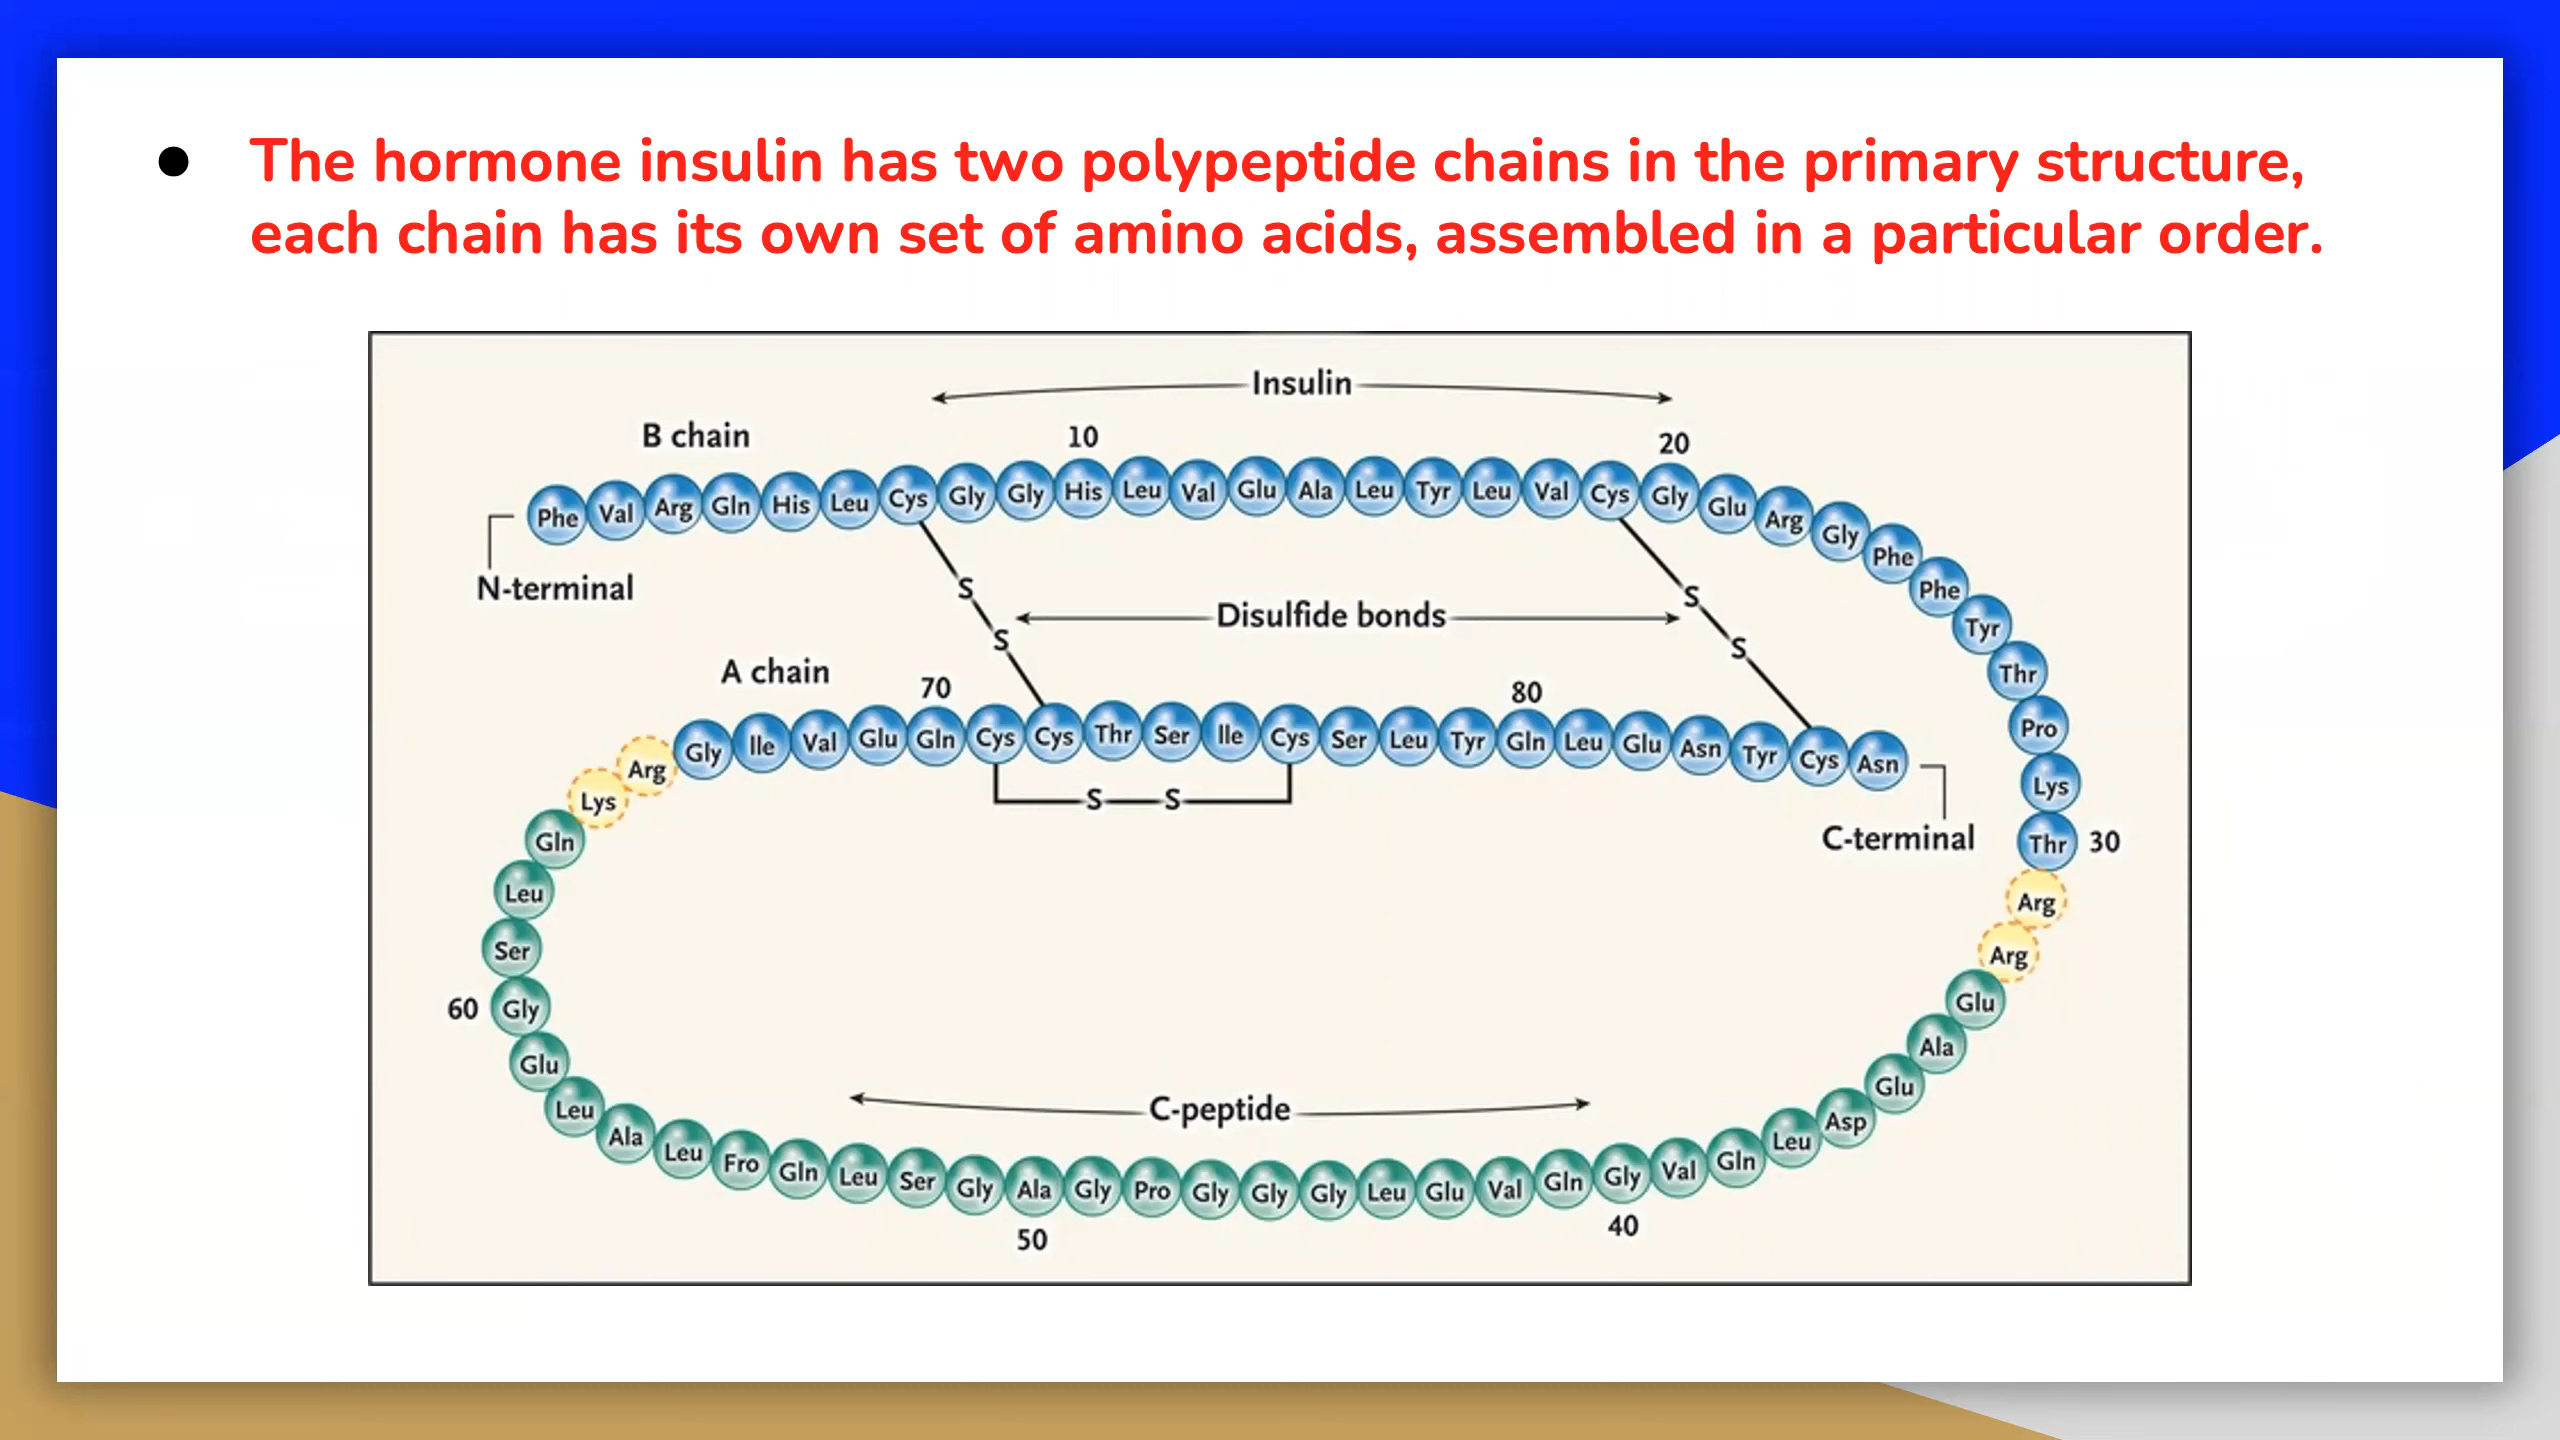 ● The hormone insulin has two polypeptide chains in the primary structure,
each chain has its own set of amino acids, assembled in a particular order.
Insulin
B chain
10
20
Phe Val Arg Gln His Leu Cys Gly Gly His Leu Val Glu Ala Leu Tyr Leu Val Cys Gly Glu Arg Gly Phe Phe Tyr Thr Pro Lys Thr
30
N-terminal
S
S
Disulfide bonds
S
S
A chain
70
80
Gly Ile Val Glu Gln Cys Cys Thr Ser Ile Cys Ser Leu Tyr Gln Leu Glu Asn Tyr Cys Asn
S S
C-terminal
Arg
Arg
Glu
Ala
Glu
Asp
Leu
Gln
Val
Gly
40
Gln
Val
Glu
Leu
Gly
Gly
Gly
Pro
Gly
Ala
50
Gly
Ser
Leu
Gln
Fro
Leu
Ala
Leu
Glu
60 Gly
Ser
Leu
Gln
Lys
Arg
C-peptide